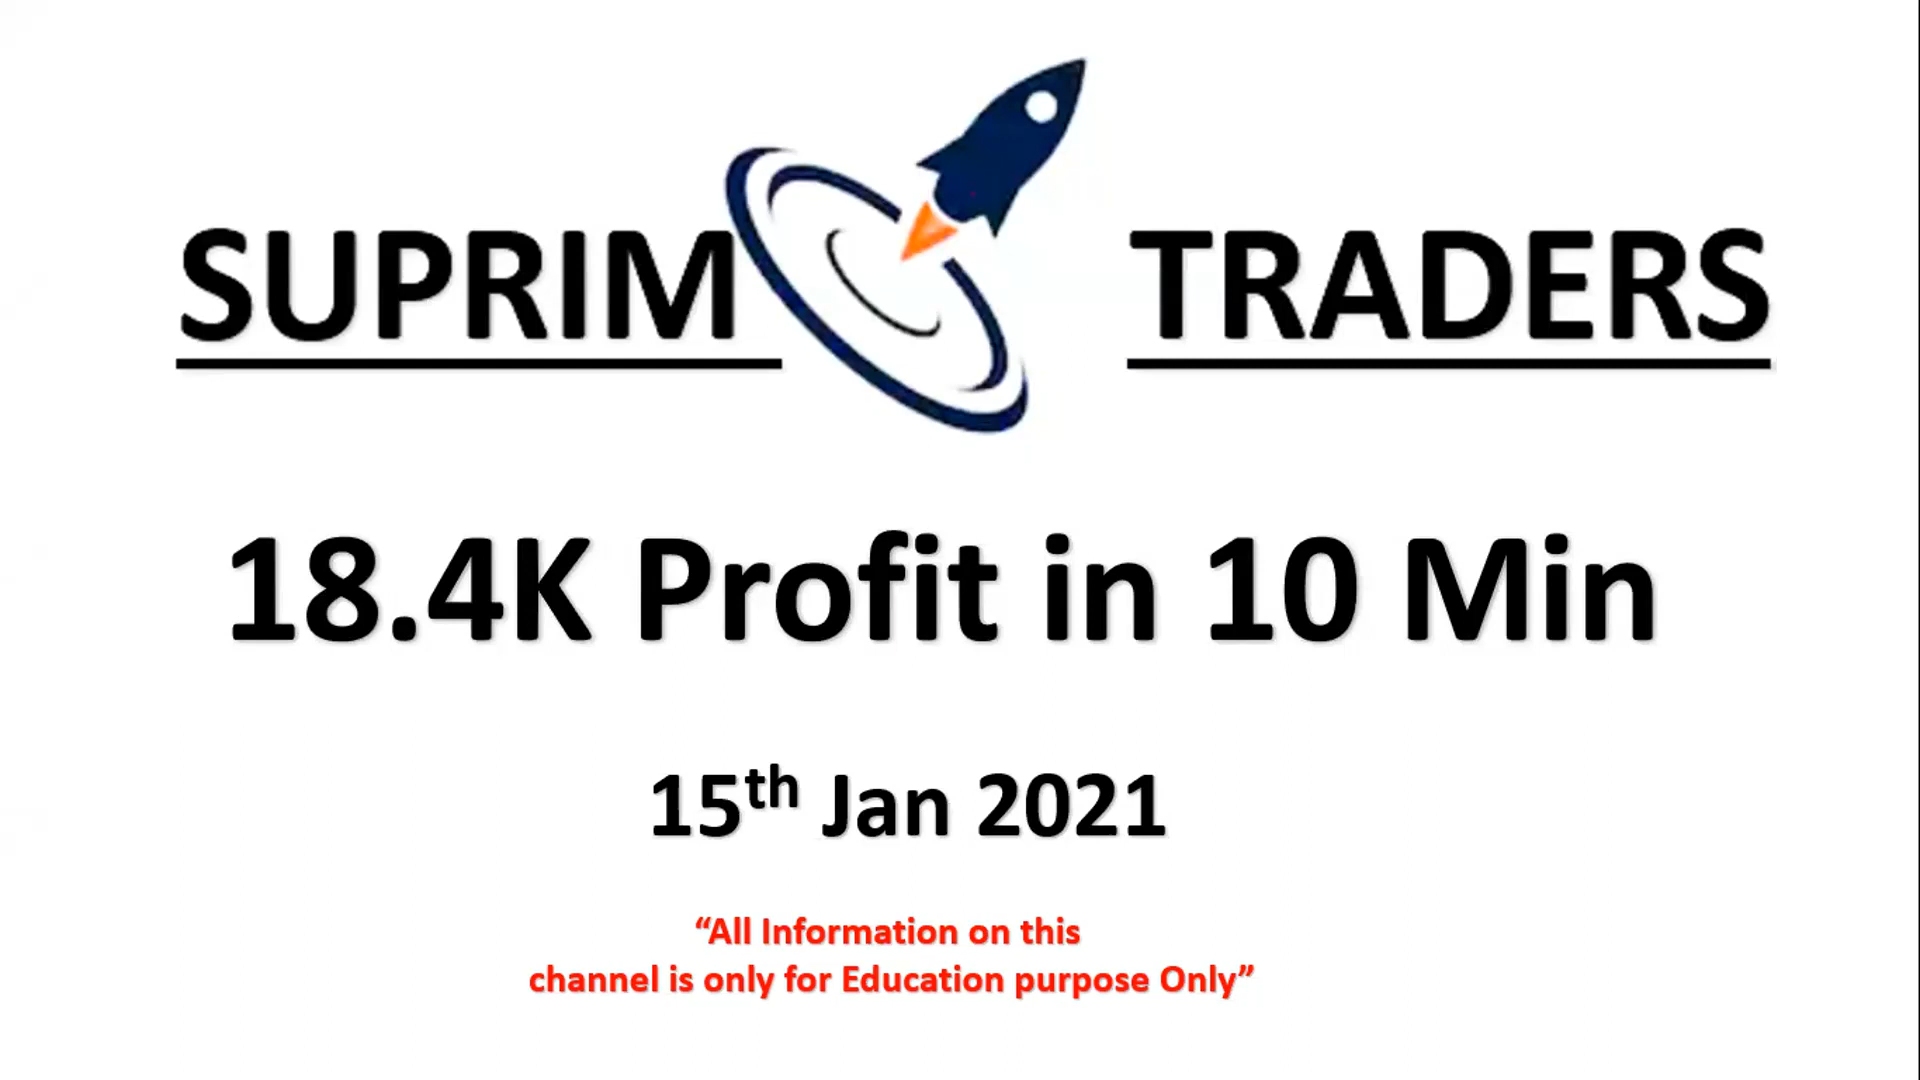 SUPRIM TRADERS
18.4K Profit in 10 Min
15th Jan 2021
“All Information on this
channel is only for Education purpose Only”